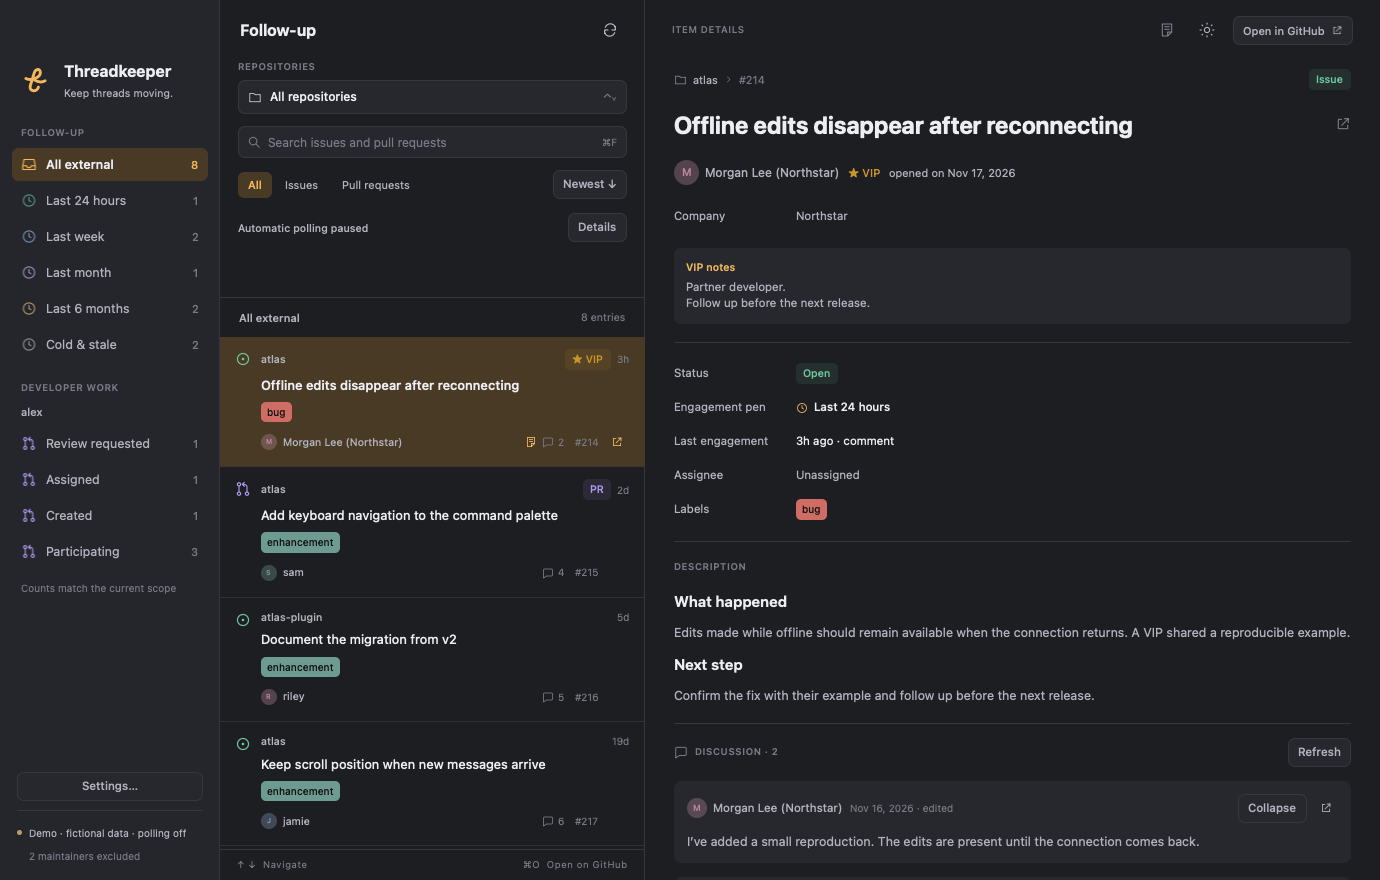 Threadkeeper
Keep threads moving.
FOLLOW-UP
All external 8
Last 24 hours 1
Last week 2
Last month 1
Last 6 months 2
Cold & stale 2
DEVELOPER WORK
alex
Review requested 1
Assigned 1
Created 1
Participating 3
Counts match the current scope
Settings...
Demo · fictional data · polling off
2 maintainers excluded
Follow-up
REPOSITORIES
All repositories
Search issues and pull requests ⌘F
All Issues Pull requests Newest ↓
Automatic polling paused Details
All external 8 entries
atlas ★ VIP 3h
Offline edits disappear after reconnecting
bug
M Morgan Lee (Northstar) 2 #214
atlas PR 2d
Add keyboard navigation to the command palette
enhancement
S sam 4 #215
atlas-plugin 5d
Document the migration from v2
enhancement
R riley 5 #216
atlas 19d
Keep scroll position when new messages arrive
enhancement
J jamie 6 #217
↑ ↓ Navigate ⌘O Open on GitHub
ITEM DETAILS Open in GitHub
atlas > #214 Issue
Offline edits disappear after reconnecting
M Morgan Lee (Northstar) ★ VIP opened on Nov 17, 2026
Company Northstar
VIP notes
Partner developer.
Follow up before the next release.
Status Open
Engagement pen Last 24 hours
Last engagement 3h ago · comment
Assignee Unassigned
Labels bug
DESCRIPTION
What happened
Edits made while offline should remain available when the connection returns. A VIP shared a reproducible example.
Next step
Confirm the fix with their example and follow up before the next release.
DISCUSSION · 2 Refresh
M Morgan Lee (Northstar) Nov 16, 2026 · edited Collapse
I've added a small reproduction. The edits are present until the connection comes back.